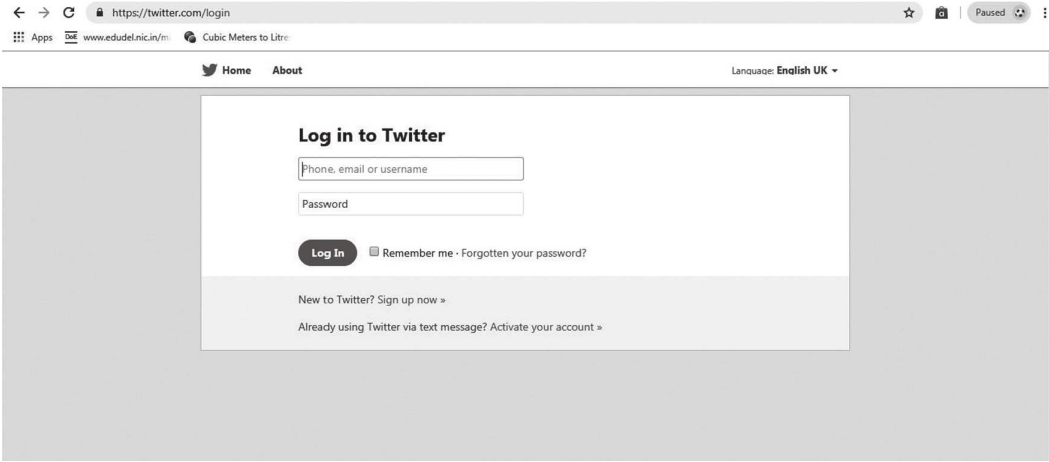 https://twitter.com/login Paused
Apps DoE www.edudel.nic.in/m Cubic Meters to Litre
Home About Language: English UK
Log in to Twitter
Phone, email or username
Password
Log In Remember me · Forgotten your password?
New to Twitter? Sign up now »
Already using Twitter via text message? Activate your account »